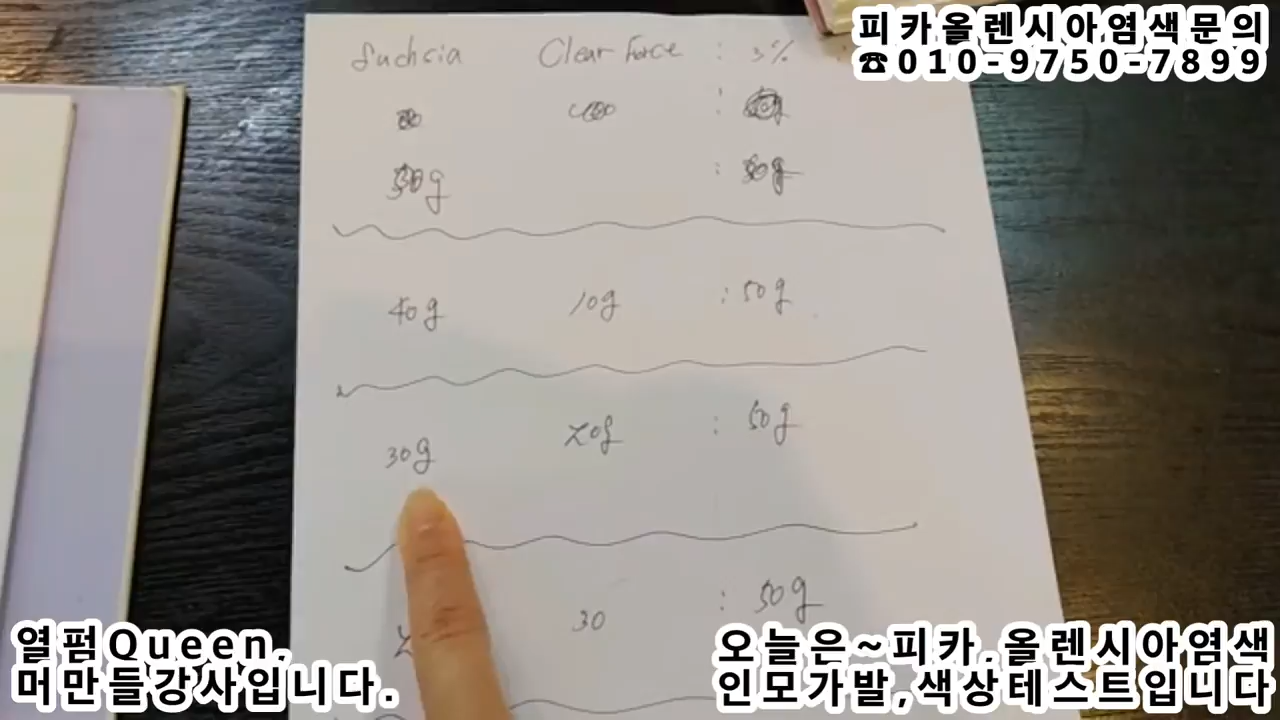 피카올렌시아염색문의
☎010-9750-7899
fuchsia Clear Force : 3%
:
50g : 50g
40g 10g : 50g
30g 20g : 50g
30 : 50g
열펌Queen,
머만들강사입니다.
오늘은~피카.올렌시아염색
인모가발,색상테스트입니다